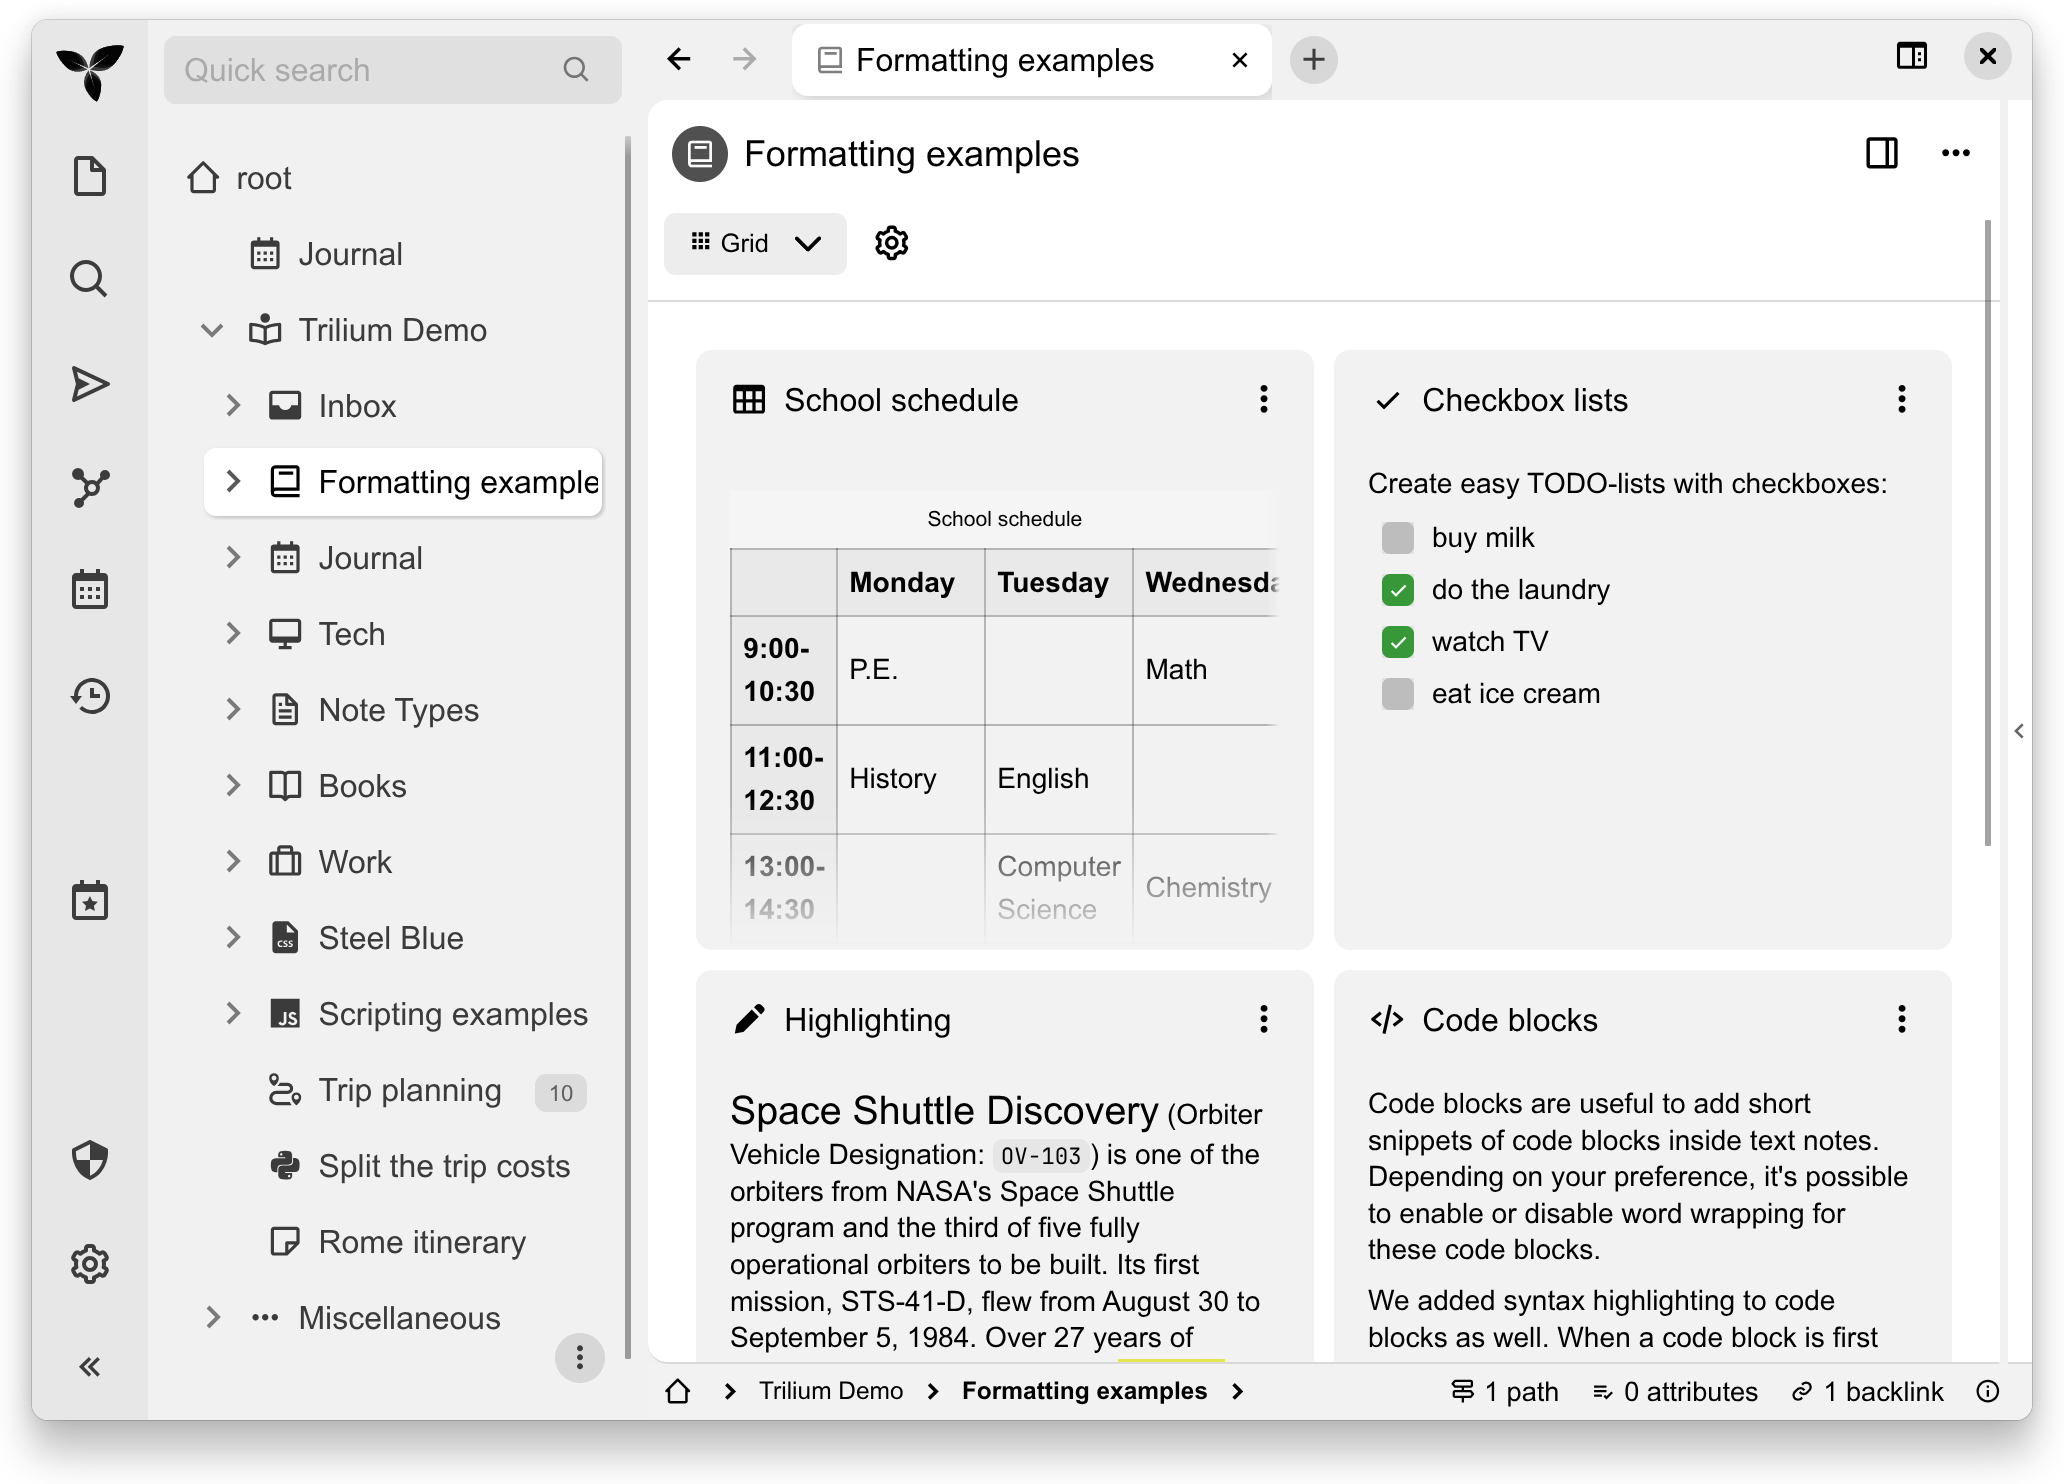 Quick search
Formatting examples
root
Journal
Trilium Demo
Inbox
Formatting example
Journal
Tech
Note Types
Books
Work
Steel Blue
Scripting examples
Trip planning 10
Split the trip costs
Rome itinerary
Miscellaneous
Formatting examples
Grid
School schedule
School schedule
Monday Tuesday Wednesda
9:00-
10:30
P.E. Math
11:00-
12:30
History English
13:00-
14:30
Computer
Science
Chemistry
Checkbox lists
Create easy TODO-lists with checkboxes:
buy milk
do the laundry
watch TV
eat ice cream
Highlighting
Space Shuttle Discovery (Orbiter
Vehicle Designation: OV-103) is one of the
orbiters from NASA's Space Shuttle
program and the third of five fully
operational orbiters to be built. Its first
mission, STS-41-D, flew from August 30 to
September 5, 1984. Over 27 years of
Code blocks
Code blocks are useful to add short
snippets of code blocks inside text notes.
Depending on your preference, it's possible
to enable or disable word wrapping for
these code blocks.
We added syntax highlighting to code
blocks as well. When a code block is first
Trilium Demo Formatting examples
1 path 0 attributes 1 backlink